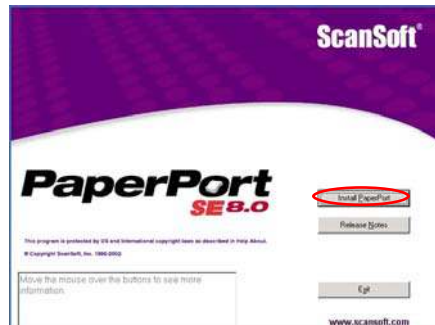 ScanSoft®
PaperPort
SE 8.0
Install PaperPort
Release Notes
This program is protected by US and International copyright laws as described in Help About.
© Copyright ScanSoft, Inc. 1990-2002
Move the mouse over the buttons to see more
information.
Exit
www.scansoft.com